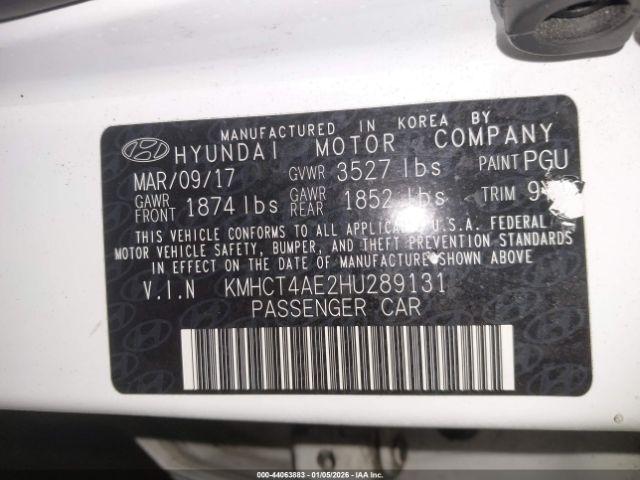 MANUFACTURED IN KOREA BY
HYUNDAI MOTOR COMPANY
MAR/09/17 GVWR 3527 lbs PAINT PGU
GAWR FRONT 1874 lbs GAWR REAR 1852 lbs TRIM
THIS VEHICLE CONFORMS TO ALL APPLICABLE U.S.A. FEDERAL
MOTOR VEHICLE SAFETY, BUMPER, AND THEFT PREVENTION STANDARDS
IN EFFECT ON THE DATE OF MANUFACTURE SHOWN ABOVE
V.I.N KMHCT4AE2HU289131
PASSENGER CAR
000-44063883 | 01/05/2026 | IAAI, Inc.